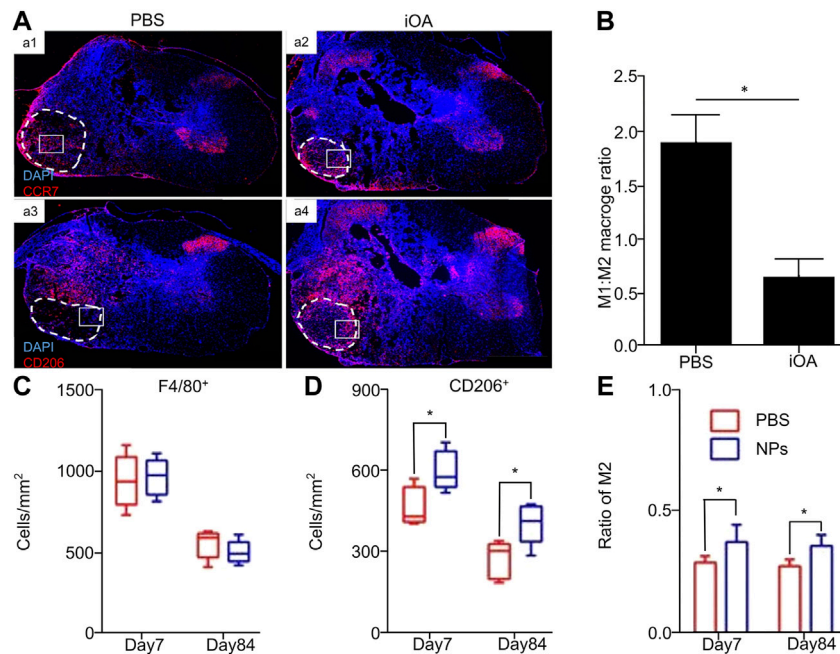 A
PBS
iOA
a1
a2
DAPI
CCR7
a3
a4
DAPI
CD206
B
M1:M2 macroge ratio
2.5
2.0
1.5
1.0
0.5
0.0
*
PBS
iOA
C
F4/80+
Cells/mm²
1500
1000
500
0
Day7
Day84
D
CD206+
Cells/mm²
900
600
300
0
*
*
Day7
Day84
E
Ratio of M2
1.0
0.5
0.0
PBS
NPs
*
*
Day7
Day84